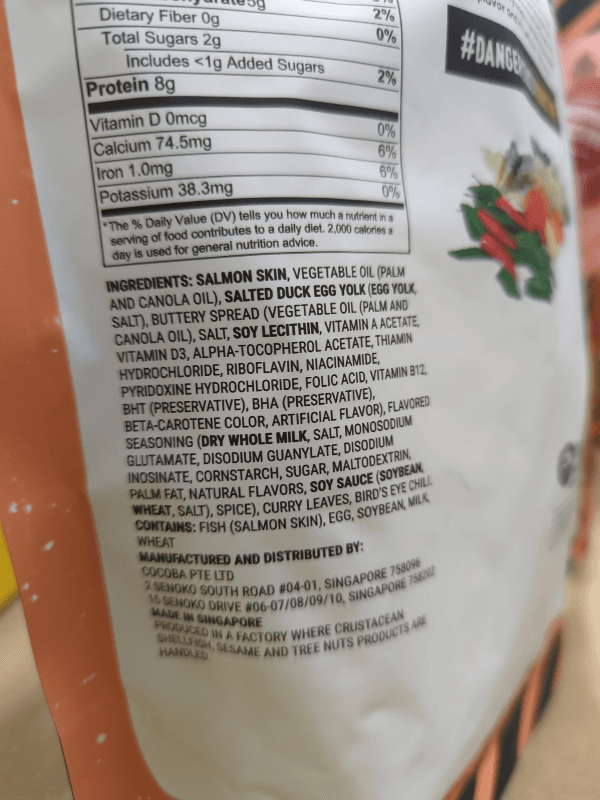 Dietary Fiber 0g 2%
Total Sugars 2g 0%
Includes <1g Added Sugars 2%
Protein 8g
Vitamin D 0mcg 0%
Calcium 74.5mg 6%
Iron 1.0mg 6%
Potassium 38.3mg 0%
*The % Daily Value (DV) tells you how much a nutrient in a
serving of food contributes to a daily diet. 2,000 calories a
day is used for general nutrition advice.
INGREDIENTS: SALMON SKIN, VEGETABLE OIL (PALM
AND CANOLA OIL), SALTED DUCK EGG YOLK (EGG YOLK,
SALT), BUTTERY SPREAD (VEGETABLE OIL (PALM AND
CANOLA OIL), SALT, SOY LECITHIN, VITAMIN A ACETATE,
VITAMIN D3, ALPHA-TOCOPHEROL ACETATE, THIAMIN
HYDROCHLORIDE, RIBOFLAVIN, NIACINAMIDE,
PYRIDOXINE HYDROCHLORIDE, FOLIC ACID, VITAMIN B12,
BHT (PRESERVATIVE), BHA (PRESERVATIVE),
BETA-CAROTENE COLOR, ARTIFICIAL FLAVOR), FLAVORED
SEASONING (DRY WHOLE MILK, SALT, MONOSODIUM
GLUTAMATE, DISODIUM GUANYLATE, DISODIUM
INOSINATE, CORNSTARCH, SUGAR, MALTODEXTRIN,
PALM FAT, NATURAL FLAVORS, SOY SAUCE (SOYBEAN,
WHEAT, SALT), SPICE), CURRY LEAVES, BIRD'S EYE CHILI.
CONTAINS: FISH (SALMON SKIN), EGG, SOYBEAN, MILK,
WHEAT
MANUFACTURED AND DISTRIBUTED BY:
COCOBA PTE LTD
2 SENOKO SOUTH ROAD #04-01, SINGAPORE 758096
15 SENOKO DRIVE #06-07/08/09/10, SINGAPORE 758202
MADE IN SINGAPORE
PRODUCED IN A FACTORY WHERE CRUSTACEAN
SHELLFISH, SESAME AND TREE NUTS PRODUCTS ARE
HANDLED.